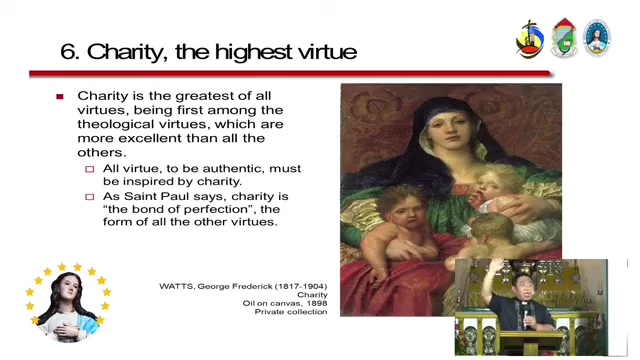 6. Charity, the highest virtue
Charity is the greatest of all
virtues, being first among the
theological virtues, which are
more excellent than all the
others.
All virtue, to be authentic, must
be inspired by charity.
As Saint Paul says, charity is
“the bond of perfection”, the
form of all the other virtues.
WATTS, George Frederick (1817-1904)
Charity
Oil on canvas, 1898
Private collection